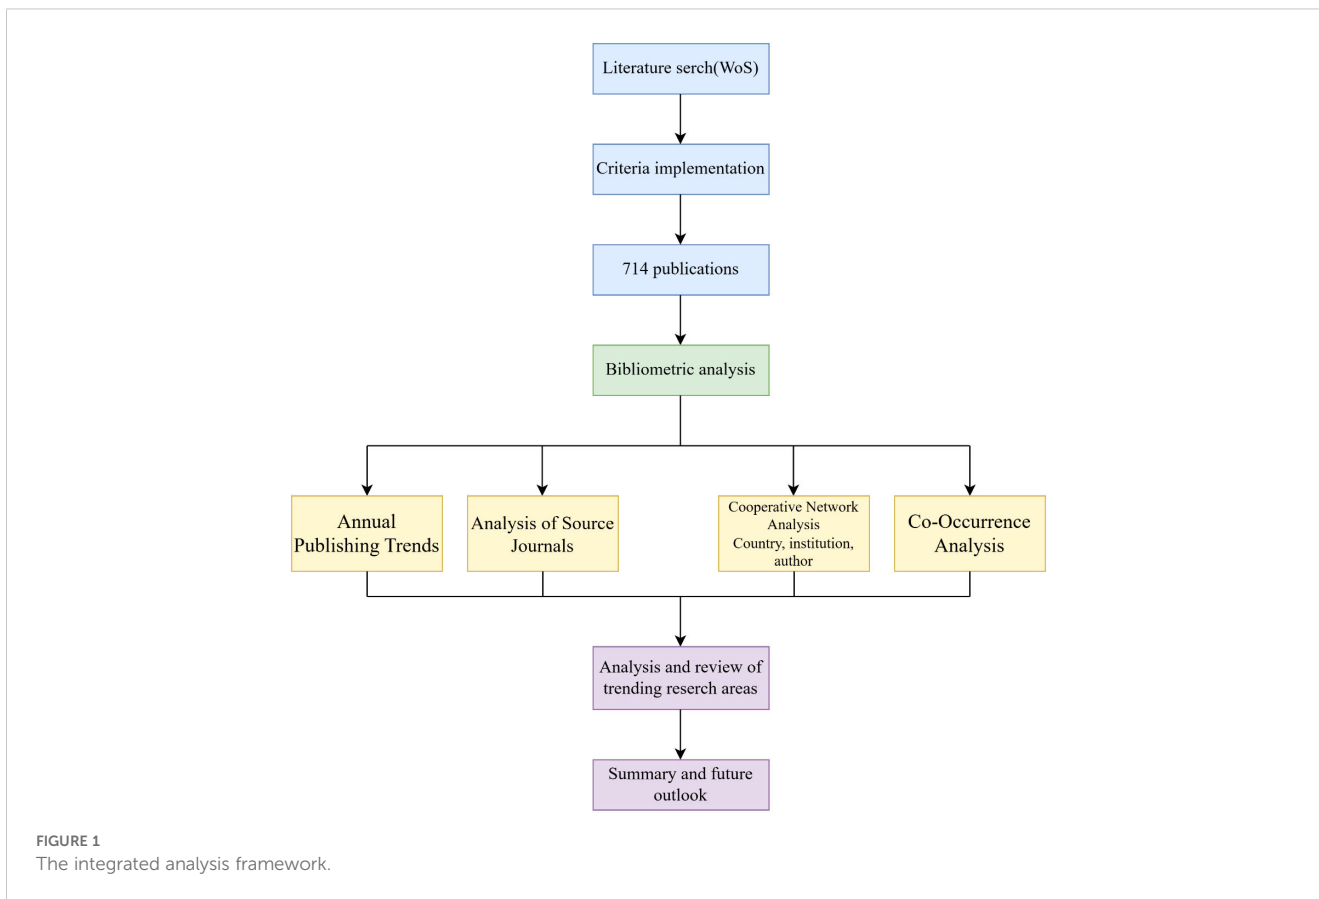 Literature serch(WoS)
Criteria implementation
714 publications
Bibliometric analysis
Annual
Publishing Trends
Analysis of Source
Journals
Cooperative Network
Analysis
Country, institution,
author
Co-Occurrence
Analysis
Analysis and review of
trending reserch areas
Summary and future
outlook
FIGURE 1
The integrated analysis framework.